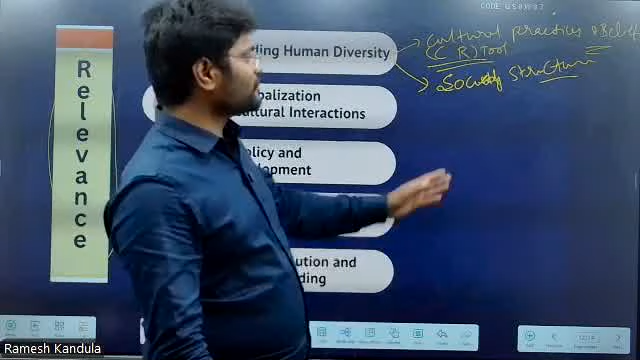 CODE
Relevance
ding Human Diversity
balization
ultural Interactions
olicy and
lopment
ution and
ding
cultural practices & Belief
(CR) Tool
Society structure
Ramesh Kandula